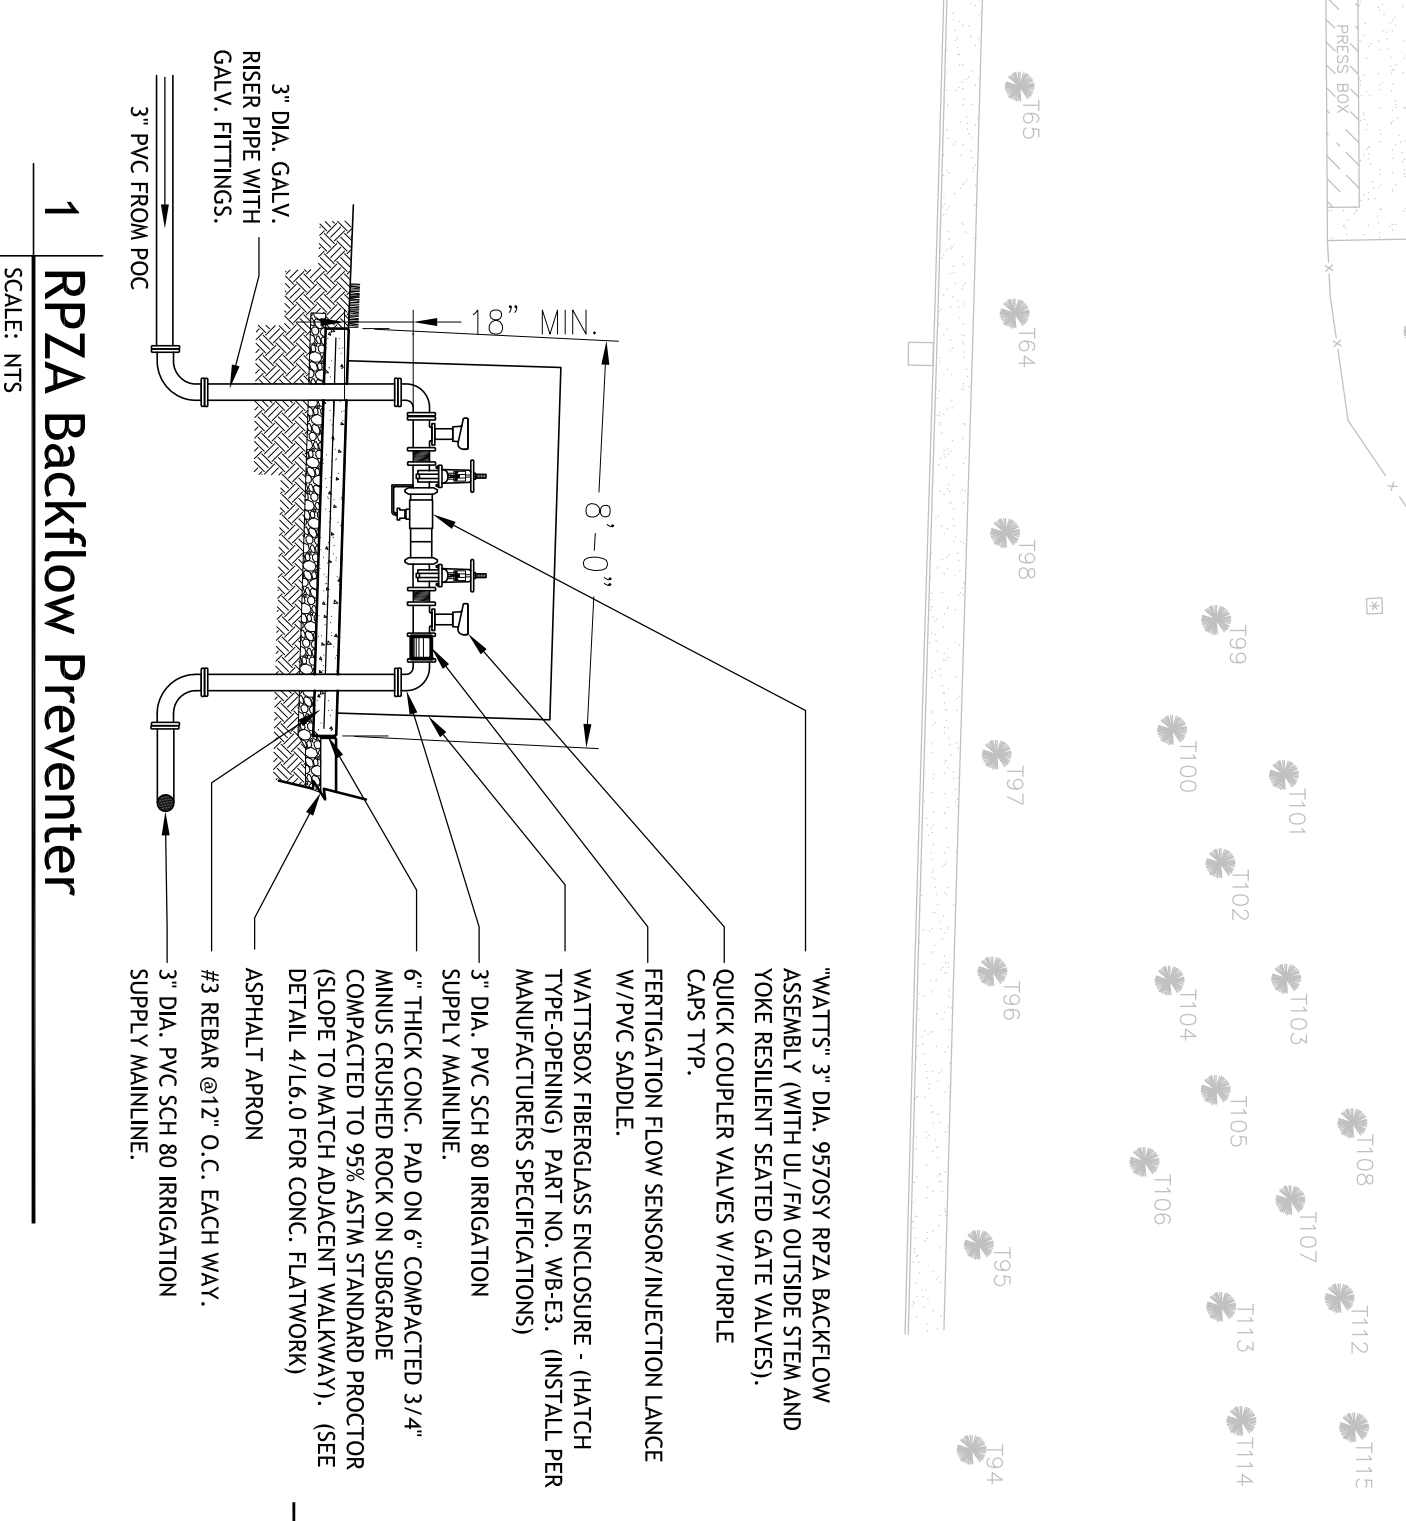 "WATTS" 3" DIA. 957OSY RPZA BACKFLOW
ASSEMBLY (WITH UL/FM OUTSIDE STEM AND
YOKE RESILIENT SEATED GATE VALVES).
QUICK COUPLER VALVES W/PURPLE
CAPS TYP.
FERTIGATION FLOW SENSOR/INJECTION LANCE
W/PVC SADDLE.
WATTSBOX FIBERGLASS ENCLOSURE - (HATCH
TYPE-OPENING) PART NO. WB-E3. (INSTALL PER
MANUFACTURERS SPECIFICATIONS)
3" DIA. PVC SCH 80 IRRIGATION
SUPPLY MAINLINE.
6" THICK CONC. PAD ON 6" COMPACTED 3/4"
MINUS CRUSHED ROCK ON SUBGRADE
COMPACTED TO 95% ASTM STANDARD PROCTOR
(SLOPE TO MATCH ADJACENT WALKWAY). (SEE
DETAIL 4/L6.0 FOR CONC. FLATWORK)
ASPHALT APRON
#3 REBAR @12" O.C. EACH WAY.
3" DIA. PVC SCH 80 IRRIGATION
SUPPLY MAINLINE.
8'-0"
18" MIN.
3" DIA. GALV.
RISER PIPE WITH
GALV. FITTINGS.
3" PVC FROM POC
1 RPZA Backflow Preventer
SCALE: NTS
PRESS BOX
x
x
x
T65
T64
T98
T99
T97
T100
T101
T102
T96
T104
T103
T105
T106
T108
T107
T95
T113
T112
T94
T114
T115